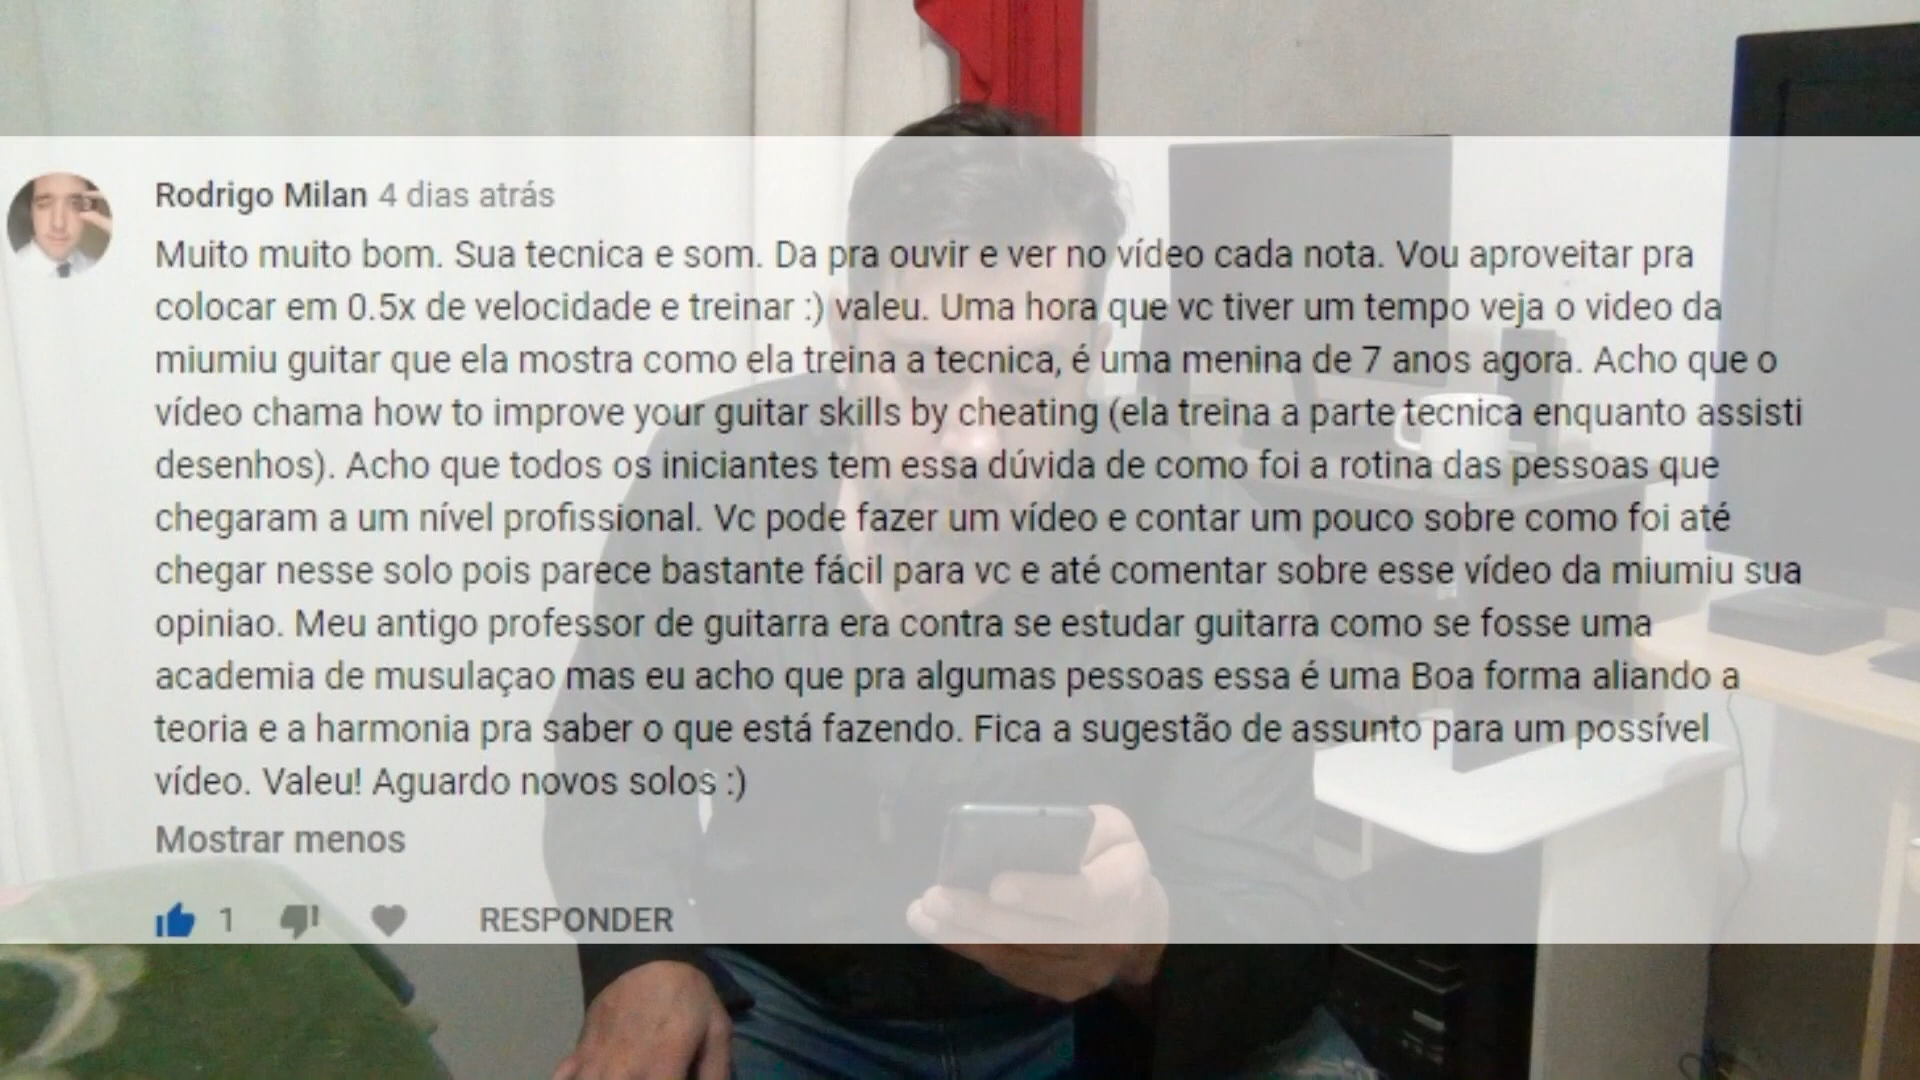 Rodrigo Milan 4 dias atrás
Muito muito bom. Sua tecnica e som. Da pra ouvir e ver no vídeo cada nota. Vou aproveitar pra
colocar em 0.5x de velocidade e treinar :) valeu. Uma hora que vc tiver um tempo veja o video da
miumiu guitar que ela mostra como ela treina a tecnica, é uma menina de 7 anos agora. Acho que o
vídeo chama how to improve your guitar skills by cheating (ela treina a parte tecnica enquanto assisti
desenhos). Acho que todos os iniciantes tem essa dúvida de como foi a rotina das pessoas que
chegaram a um nível profissional. Vc pode fazer um vídeo e contar um pouco sobre como foi até
chegar nesse solo pois parece bastante fácil para vc e até comentar sobre esse vídeo da miumiu sua
opiniao. Meu antigo professor de guitarra era contra se estudar guitarra como se fosse uma
academia de musulaçao mas eu acho que pra algumas pessoas essa é uma Boa forma aliando a
teoria e a harmonia pra saber o que está fazendo. Fica a sugestão de assunto para um possível
vídeo. Valeu! Aguardo novos solos :)
Mostrar menos
1 RESPONDER